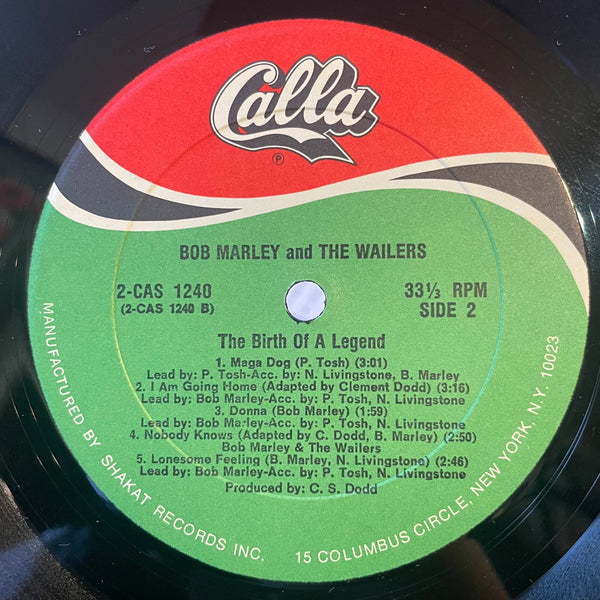 Calla
P
BOB MARLEY and THE WAILERS
2-CAS 1240
(2-CAS 1240 B)
33⅓ RPM
SIDE 2
The Birth Of A Legend
1. Maga Dog (P. Tosh) (3:01)
Lead by: P. Tosh-Acc. by: N. Livingstone, B. Marley
2. I Am Going Home (Adapted by Clement Dodd) (3:16)
Lead by: Bob Marley-Acc. by: P. Tosh, N. Livingstone
3. Donna (Bob Marley) (1:59)
Lead by: Bob Marley-Acc. by: P. Tosh, N. Livingstone
4. Nobody Knows (Adapted by C. Dodd, B. Marley) (2:50)
Bob Marley & The Wailers
5. Lonesome Feeling (B. Marley, N. Livingstone) (2:46)
Lead by: Bob Marley-Acc. by: P. Tosh, N. Livingstone
Produced by: C. S. Dodd
MANUFACTURED BY SHAKAT RECORDS INC. 15 COLUMBUS CIRCLE, NEW YORK, N.Y. 10023